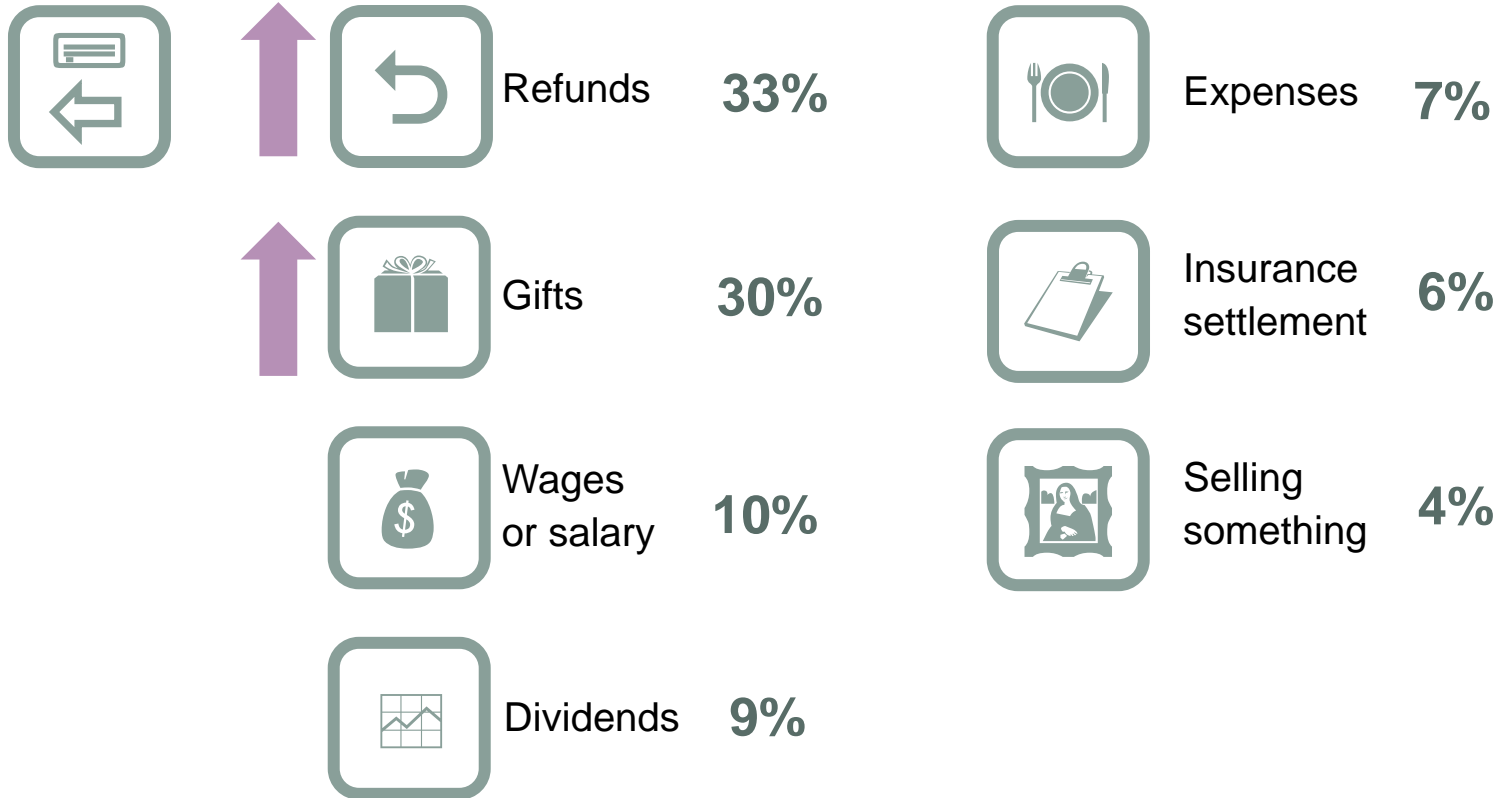 Refunds 33%
Gifts 30%
Wages
or salary 10%
Dividends 9%
Expenses 7%
Insurance
settlement 6%
Selling
something 4%
$